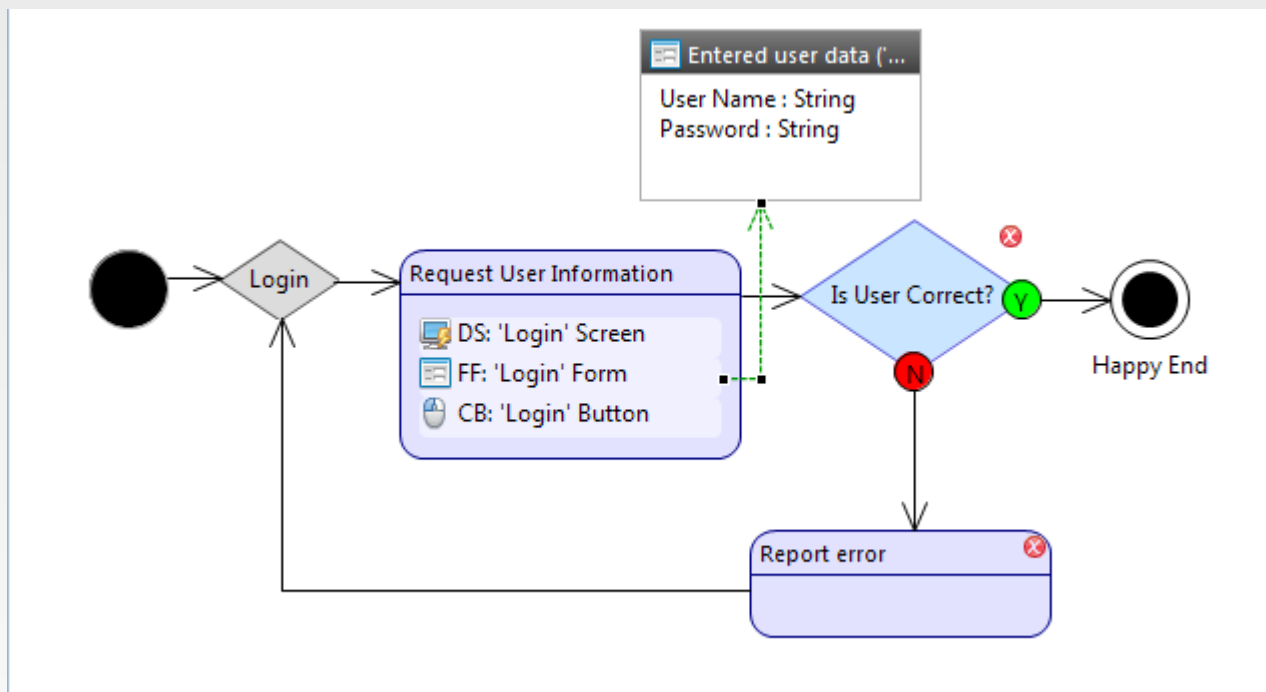 Entered user data ('...
User Name : String
Password : String
Login
Request User Information
DS: 'Login' Screen
FF: 'Login' Form
CB: 'Login' Button
Is User Correct?
Y
N
Happy End
Report error